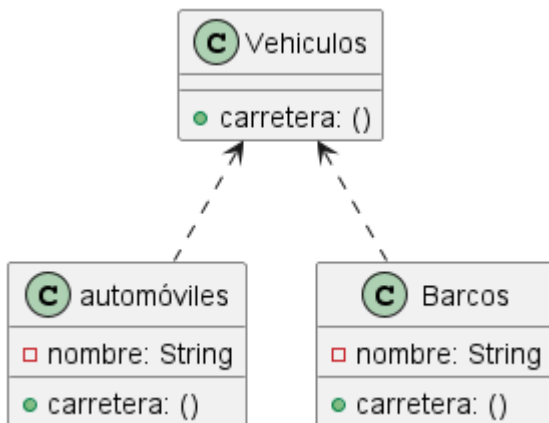 C Vehiculos
carretera: ()
C automóviles
nombre: String
carretera: ()
C Barcos
nombre: String
carretera: ()